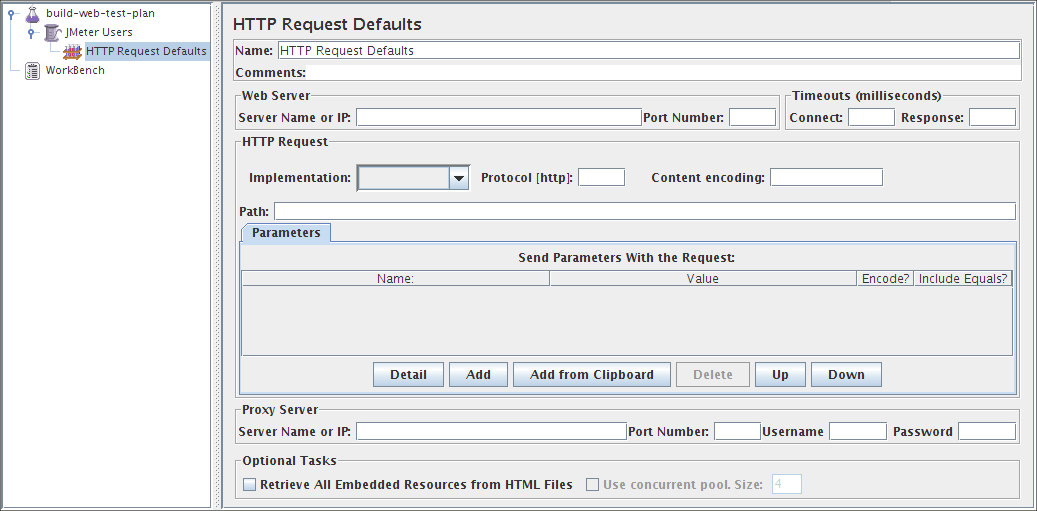 build-web-test-plan
JMeter Users
HTTP Request Defaults
WorkBench
HTTP Request Defaults
Name: HTTP Request Defaults
Comments:
Web Server
Server Name or IP: Port Number:
Timeouts (milliseconds)
Connect: Response:
HTTP Request
Implementation: Protocol [http]: Content encoding:
Path:
Parameters
Send Parameters With the Request:
Name: Value Encode? Include Equals?
Detail Add Add from Clipboard Delete Up Down
Proxy Server
Server Name or IP: Port Number: Username Password
Optional Tasks
Retrieve All Embedded Resources from HTML Files Use concurrent pool. Size: 4